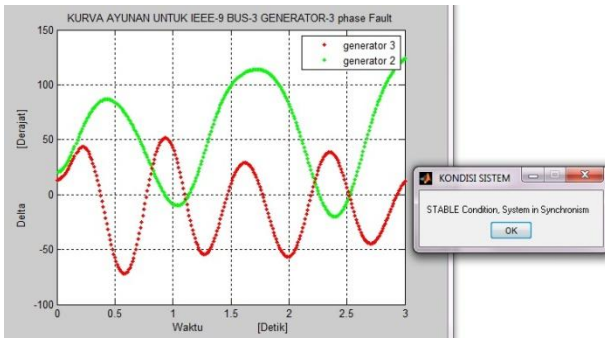 KURVA AYUNAN UNTUK IEEE-9 BUS-3 GENERATOR-3 phase Fault
150
100
50
0
-50
-100
[Derajat]
Delta
generator 3
generator 2
0
0.5
1
1.5
2
2.5
3
Waktu
[Detik]
KONDISI SISTEM
STABLE Condition, System in Synchronism
OK